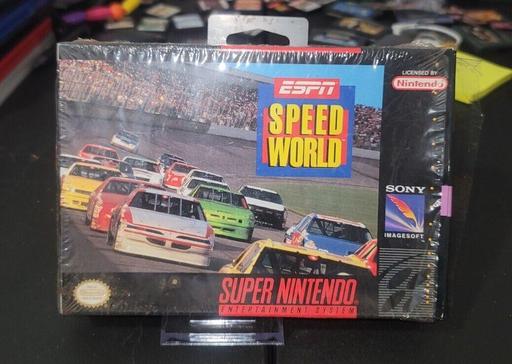 ESPN
SPEED
WORLD
LICENSED BY
Nintendo
SONY
IMAGESOFT
SUPER NINTENDO
ENTERTAINMENT SYSTEM